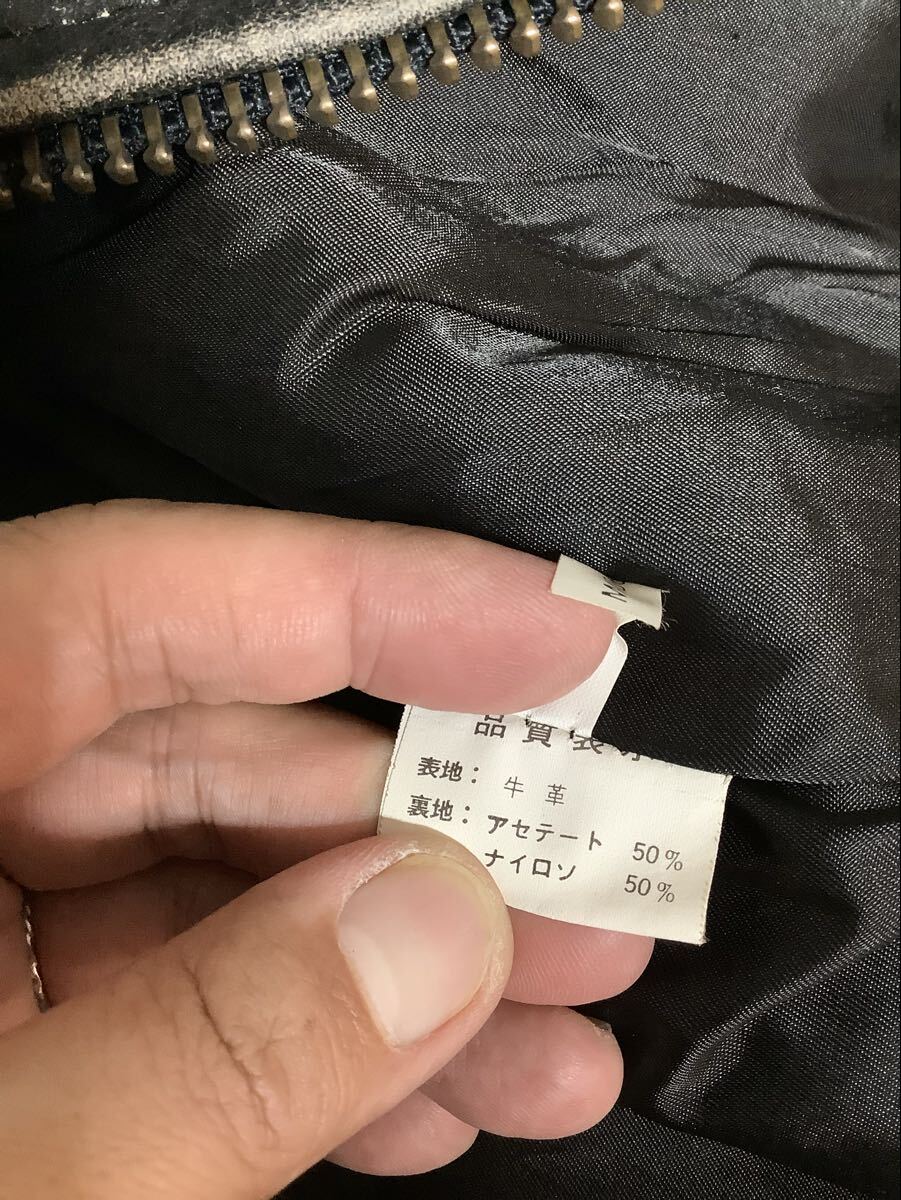 品質表
表地： 牛革
裏地： アセテート 50%
ナイロン 50%